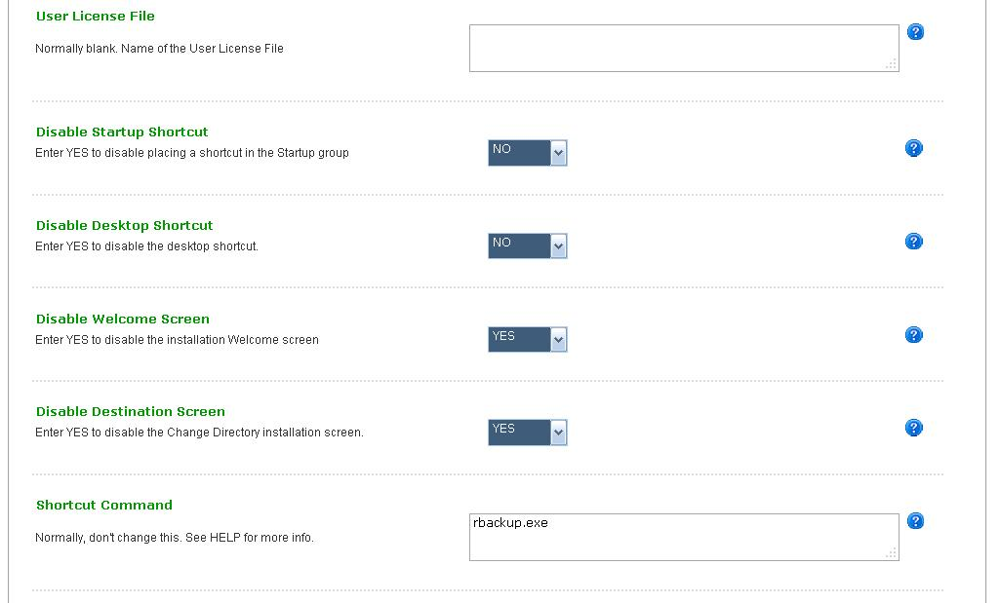 User License File
Normally blank. Name of the User License File
Disable Startup Shortcut
Enter YES to disable placing a shortcut in the Startup group
NO
Disable Desktop Shortcut
Enter YES to disable the desktop shortcut.
NO
Disable Welcome Screen
Enter YES to disable the installation Welcome screen
YES
Disable Destination Screen
Enter YES to disable the Change Directory installation screen.
YES
Shortcut Command
Normally, don't change this. See HELP for more info.
rbackup.exe